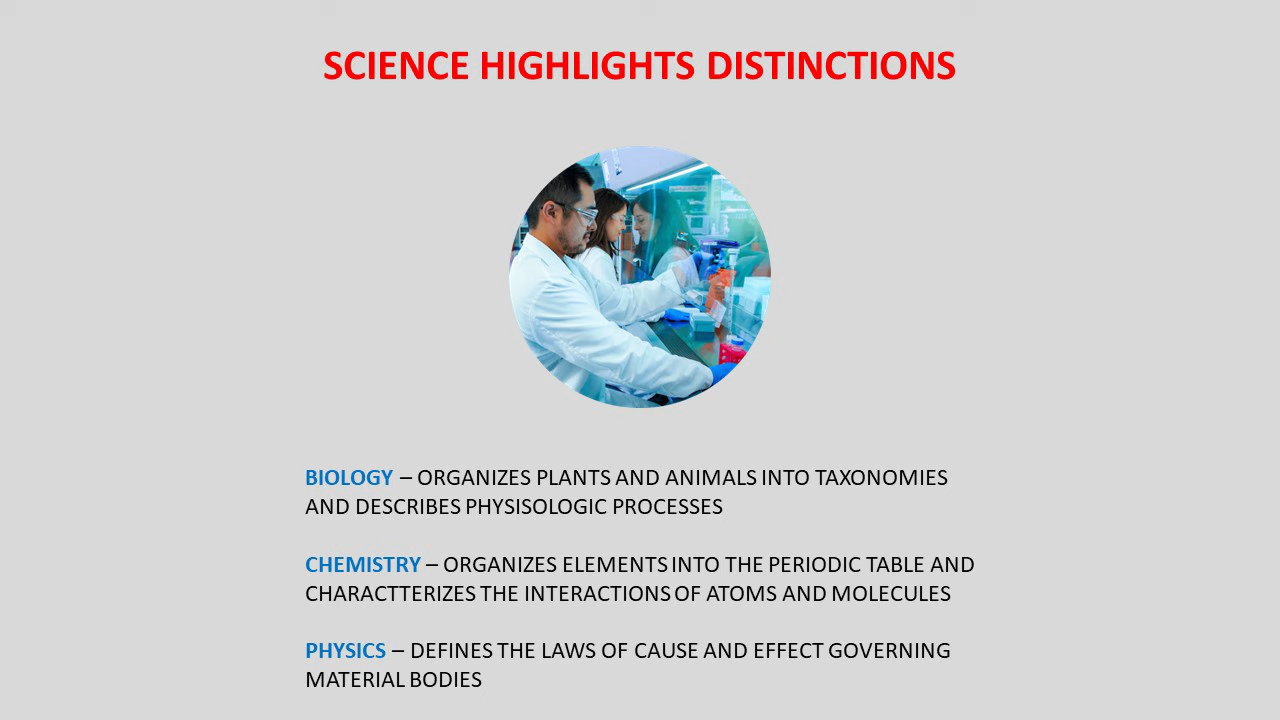 SCIENCE HIGHLIGHTS DISTINCTIONS
BIOLOGY – ORGANIZES PLANTS AND ANIMALS INTO TAXONOMIES
AND DESCRIBES PHYSISOLOGIC PROCESSES
CHEMISTRY – ORGANIZES ELEMENTS INTO THE PERIODIC TABLE AND
CHARACTTERIZES THE INTERACTIONS OF ATOMS AND MOLECULES
PHYSICS – DEFINES THE LAWS OF CAUSE AND EFFECT GOVERNING
MATERIAL BODIES